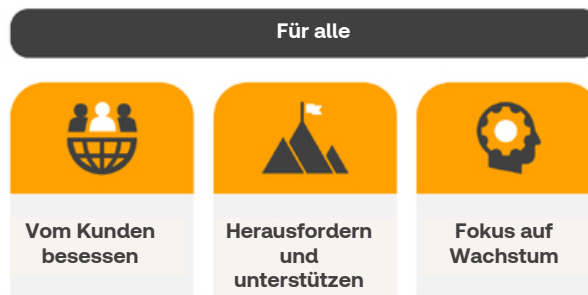 Für alle
Vom Kunden
besessen
Herausfordern
und
unterstützen
Fokus auf
Wachstum